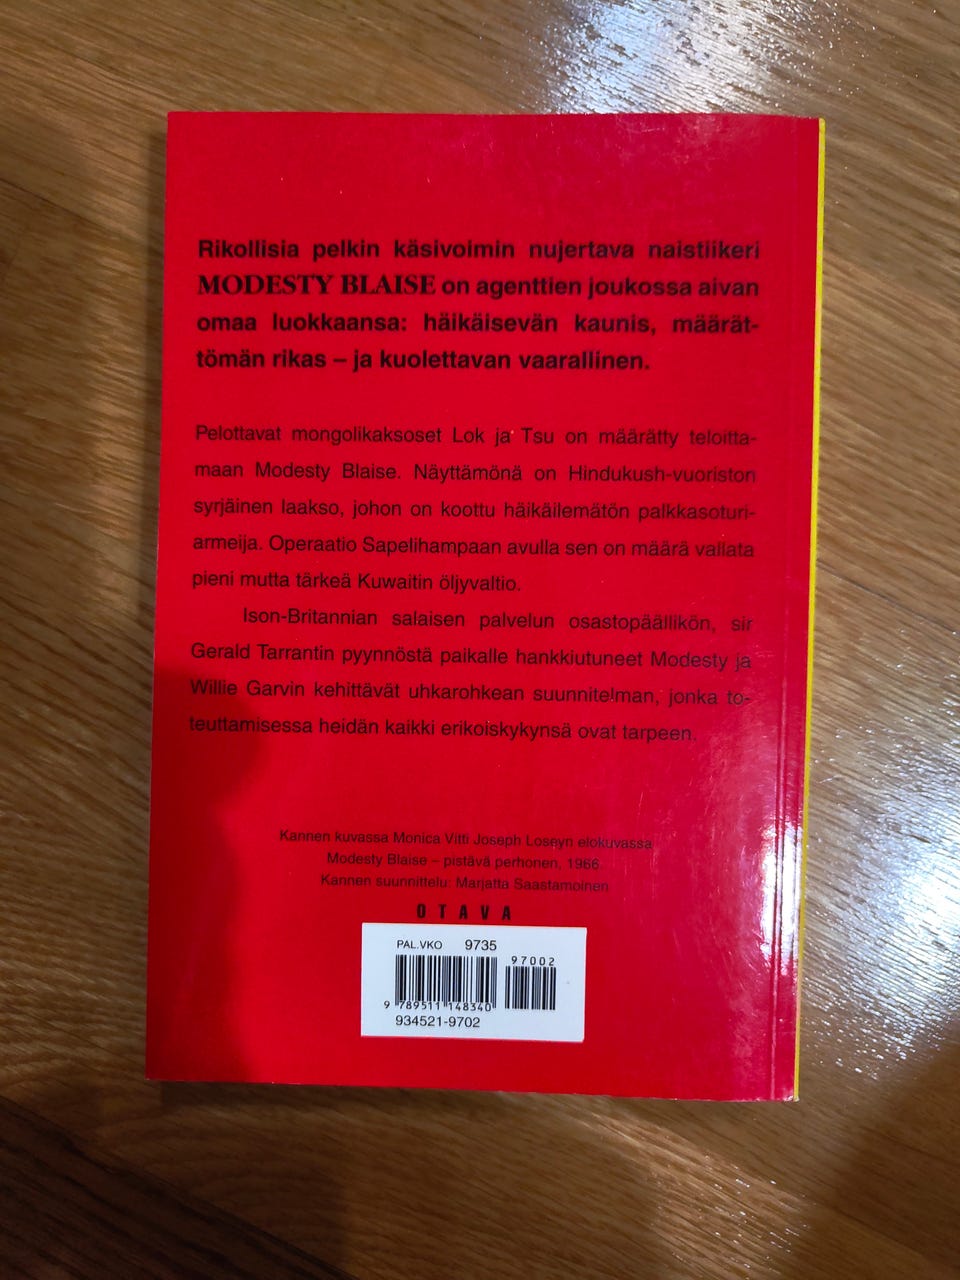 Rikollisia pelkin käsivoimin nujertava naistiikeri
MODESTY BLAISE on agenttien joukossa aivan
omaa luokkaansa: häikäisevän kaunis, määrät-
tömän rikas – ja kuolettavan vaarallinen.
Pelottavat mongolikaksoset Lok ja Tsu on määrätty teloitta-
maan Modesty Blaise. Näyttämönä on Hindukush-vuoriston
syrjäinen laakso, johon on koottu häikäilemätön palkkasoturi-
armeija. Operaatio Sapelihampaan avulla sen on määrä vallata
pieni mutta tärkeä Kuwaitin öljyvaltio.
Ison-Britannian salaisen palvelun osastopäällikön, sir
Gerald Tarrantin pyynnöstä paikalle hankkiutuneet Modesty ja
Willie Garvin kehittävät uhkarohkean suunnitelman, jonka to-
teuttamisessa heidän kaikki erikoiskykynsä ovat tarpeen.
Kannen kuvassa Monica Vitti Joseph Loseyn elokuvassa
Modesty Blaise – pistävä perhonen, 1966.
Kannen suunnittelu: Marjatta Saastamoinen
OTAVA
PAL.VKO 9735
97002
9 789511 148340
934521-9702